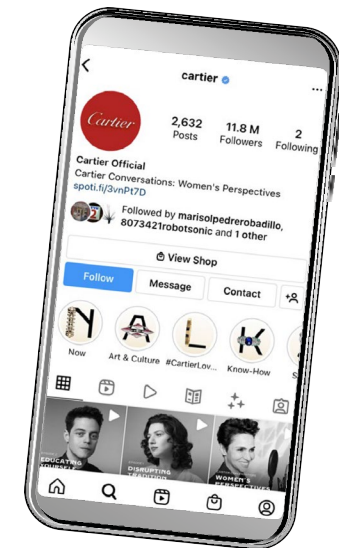 cartier
Cartier
2,632
Posts
11.8 M
Followers
2
Following
Cartier Official
Cartier Conversations: Women's Perspectives
spoti.fi/3vnPt7D
Followed by marisolpedrerobadillo,
8073421robotsonic and 1 other
View Shop
Follow
Message
Contact
N
A
L
K
Now
Art & Culture
#CartierLov...
Know-How
S
EDUCATING
YOURSELF
DISRUPTING
TRADITION
WOMEN'S
PERSPECTIVES